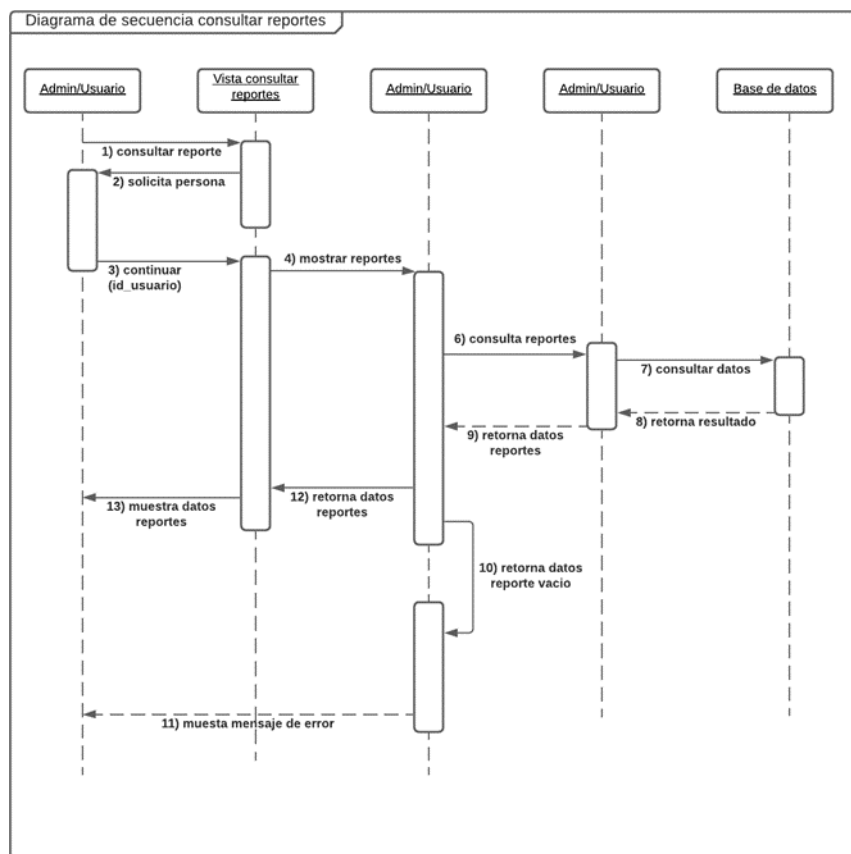 Diagrama de secuencia consultar reportes
Admin/Usuario
Vista consultar
reportes
Admin/Usuario
Admin/Usuario
Base de datos
1) consultar reporte
2) solicita persona
3) continuar
(id_usuario)
4) mostrar reportes
6) consulta reportes
7) consultar datos
8) retorna resultado
9) retorna datos
reportes
12) retorna datos
reportes
13) muestra datos
reportes
10) retorna datos
reporte vacio
11) muesta mensaje de error